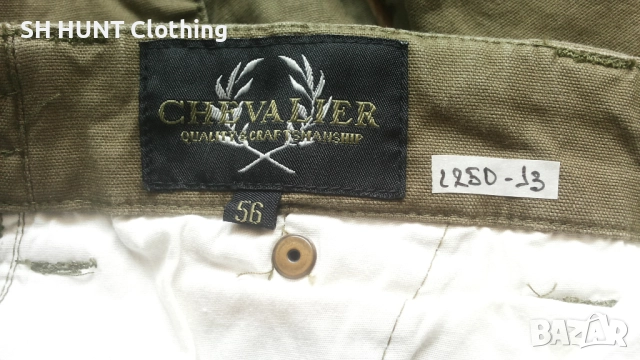 SH HUNT Clothing
CHEVALIER
QUALITY & CRAFTSMANSHIP
56
1250-13
BAZAR